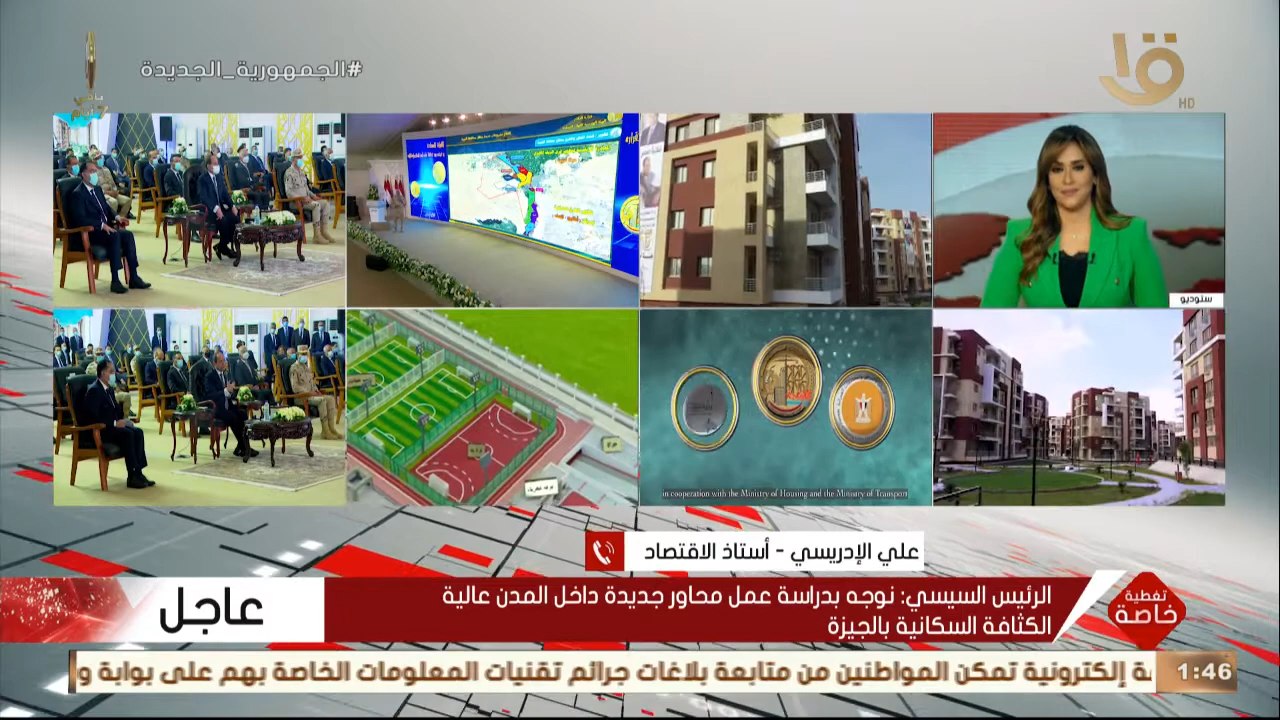 #الجمهورية_الجديدة
HD
ستوديو
in cooperation with the Ministry of Housing and the Ministry of Transport
علي الإدريسي - أستاذ الاقتصاد
تغطية
خاصة
الرئيس السيسي: نوجه بدراسة عمل محاور جديدة داخل المدن عالية
الكثافة السكانية بالجيزة
عاجل
إلكترونية تمكن المواطنين من متابعة بلاغات جرائم تقنيات المعلومات الخاصة بهم على بوابة و
1:46